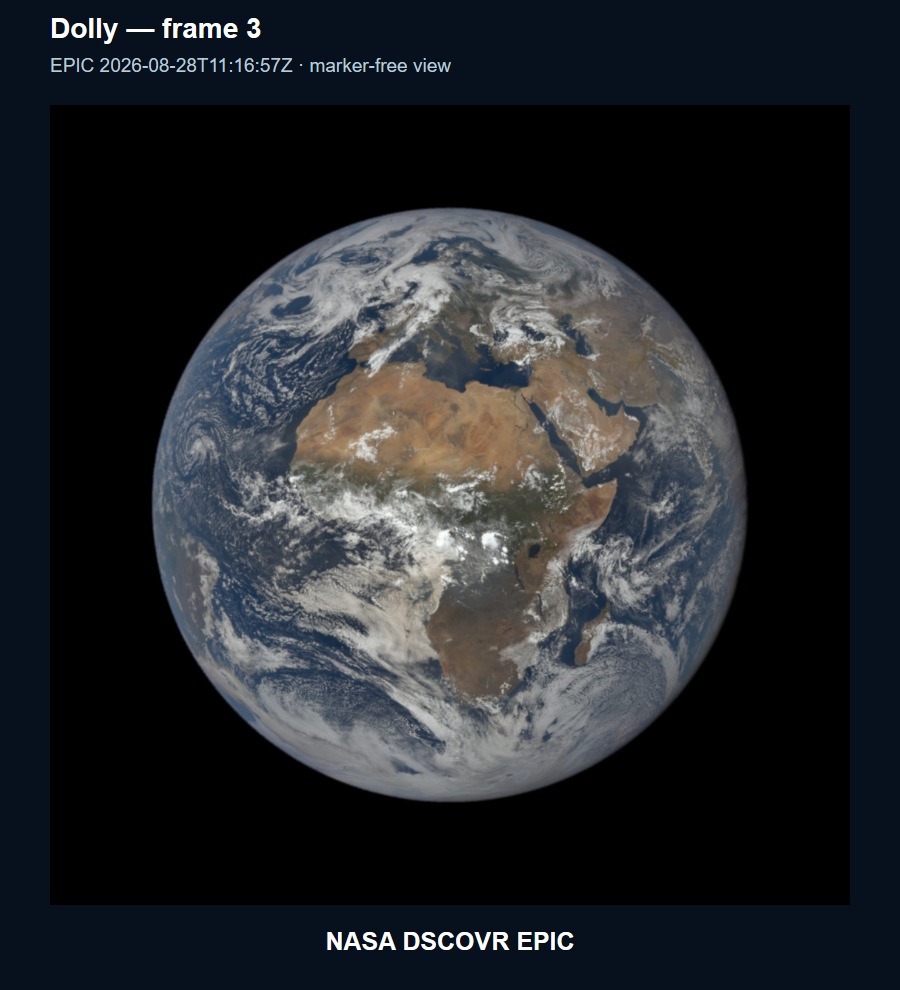 Dolly — frame 3
EPIC 2026-08-28T11:16:57Z · marker-free view
NASA DSCOVR EPIC